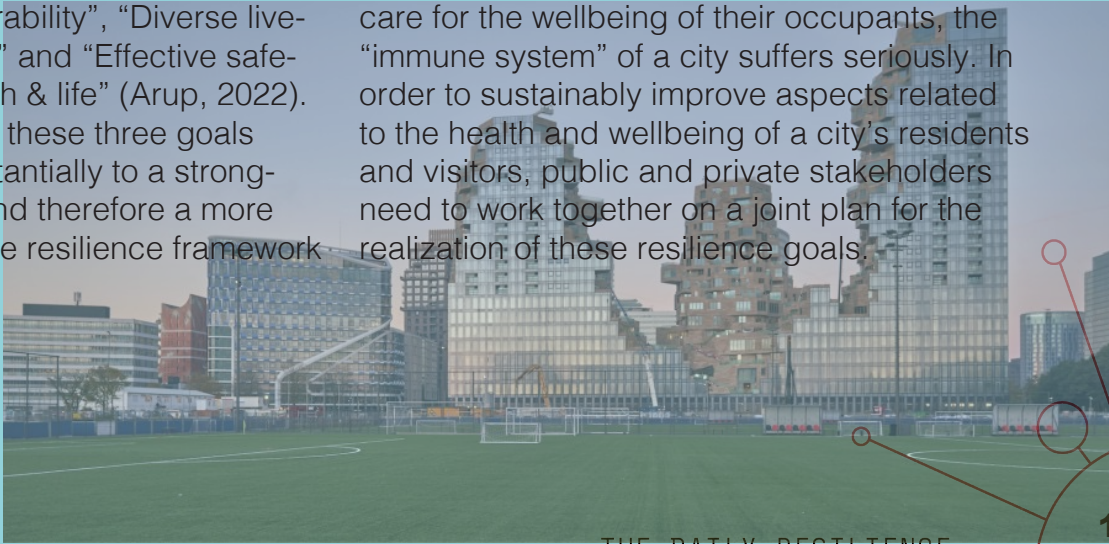 rability”, “Diverse live-
” and “Effective safe-
h & life” (Arup, 2022).
these three goals
tantially to a strong-
nd therefore a more
e resilience framework
care for the wellbeing of their occupants, the
“immune system” of a city suffers seriously. In
order to sustainably improve aspects related
to the health and wellbeing of a city’s residents
and visitors, public and private stakeholders
need to work together on a joint plan for the
realization of these resilience goals.
THE DAILY RESILIENCE